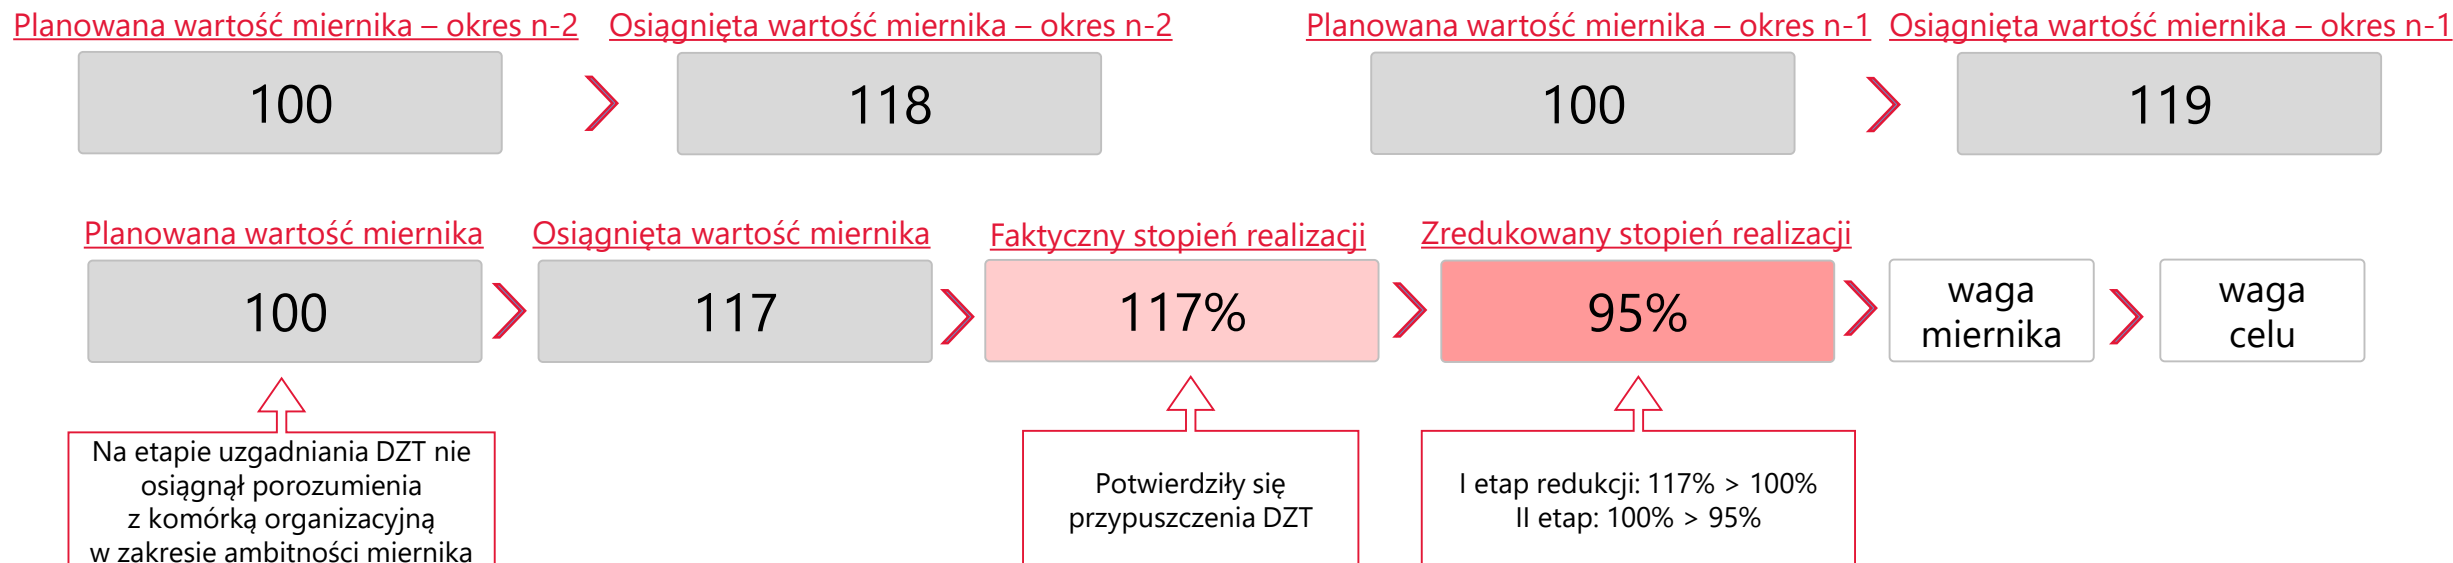 Planowana wartość miernika – okres n-2
Osiągnięta wartość miernika – okres n-2
Planowana wartość miernika – okres n-1
Osiągnięta wartość miernika – okres n-1
100
118
100
119
Planowana wartość miernika
Osiągnięta wartość miernika
Faktyczny stopień realizacji
Zredukowany stopień realizacji
100
117
117%
95%
waga
miernika
waga
celu
Na etapie uzgadniania DZT nie
osiągnął porozumienia
z komórką organizacyjną
w zakresie ambitności miernika
Potwierdziły się
przypuszczenia DZT
I etap redukcji: 117% > 100%
II etap: 100% > 95%